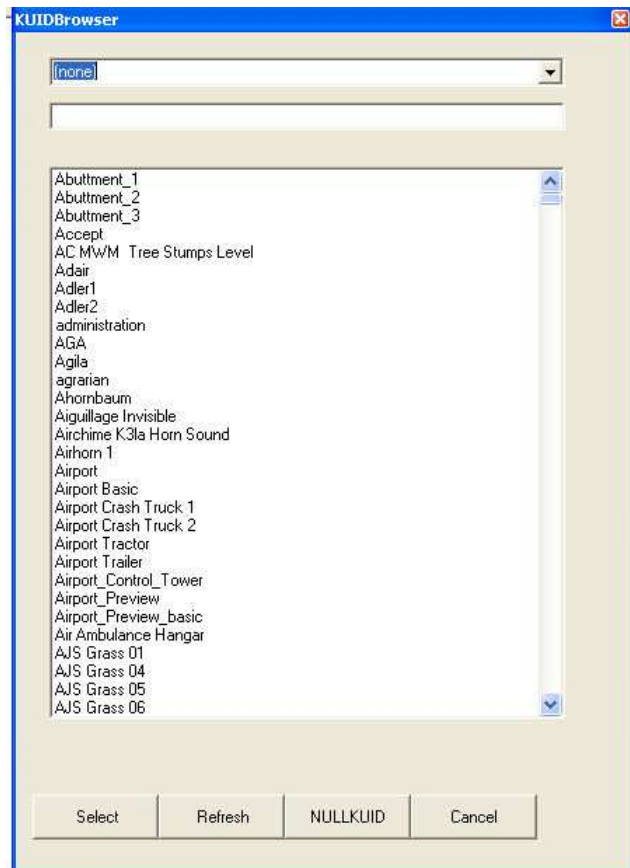 KUIDBrowser
(none)
Abuttment_1
Abuttment_2
Abuttment_3
Accept
AC MWM  Tree Stumps Level
Adair
Adler1
Adler2
administration
AGA
Agila
agrarian
Ahornbaum
Aiguillage Invisible
Airchime K3la Horn Sound
Airhorn 1
Airport
Airport Basic
Airport Crash Truck 1
Airport Crash Truck 2
Airport Tractor
Airport Trailer
Airport_Control_Tower
Airport_Preview
Airport_Preview_basic
Air Ambulance Hangar
AJS Grass 01
AJS Grass 04
AJS Grass 05
AJS Grass 06
Select Refresh NULLKUID Cancel